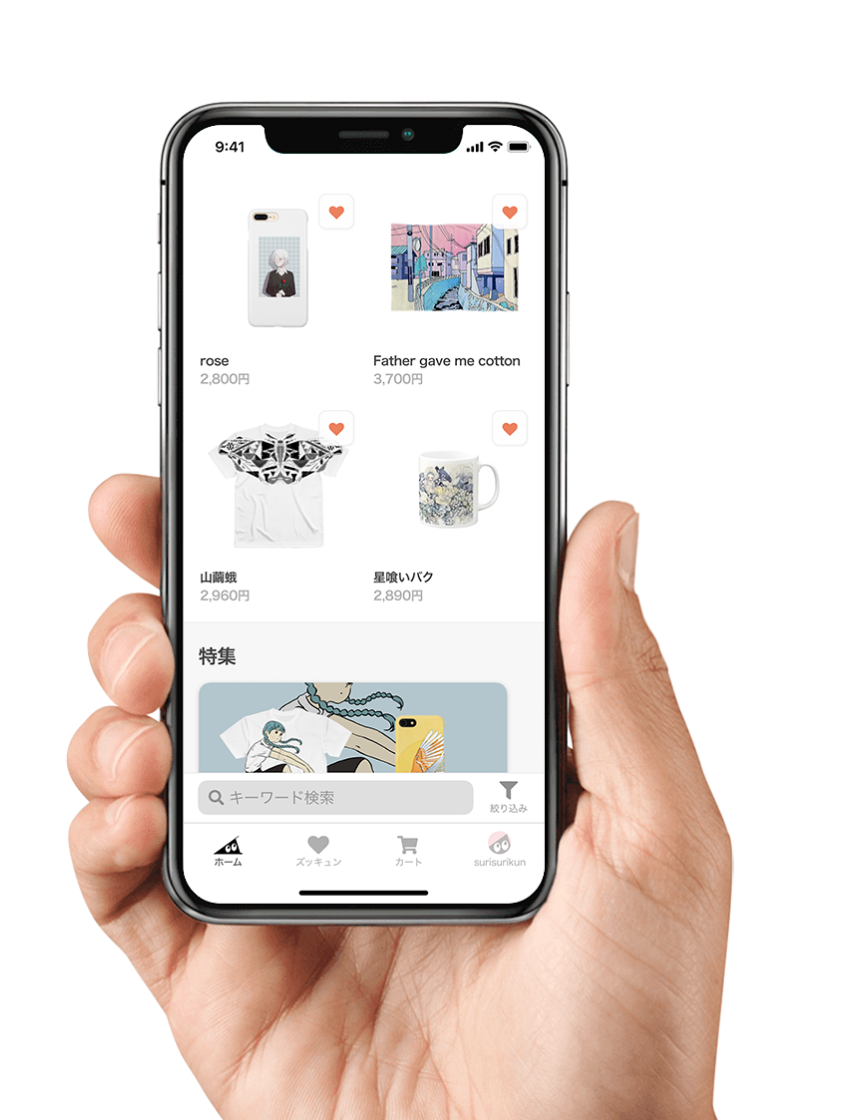 9:41
rose
2,800円
Father gave me cotton
3,700円
山繭蛾
2,960円
星喰いバク
2,890円
特集
キーワード検索
絞り込み
ホーム
ズッキュン
カート
surisurikun